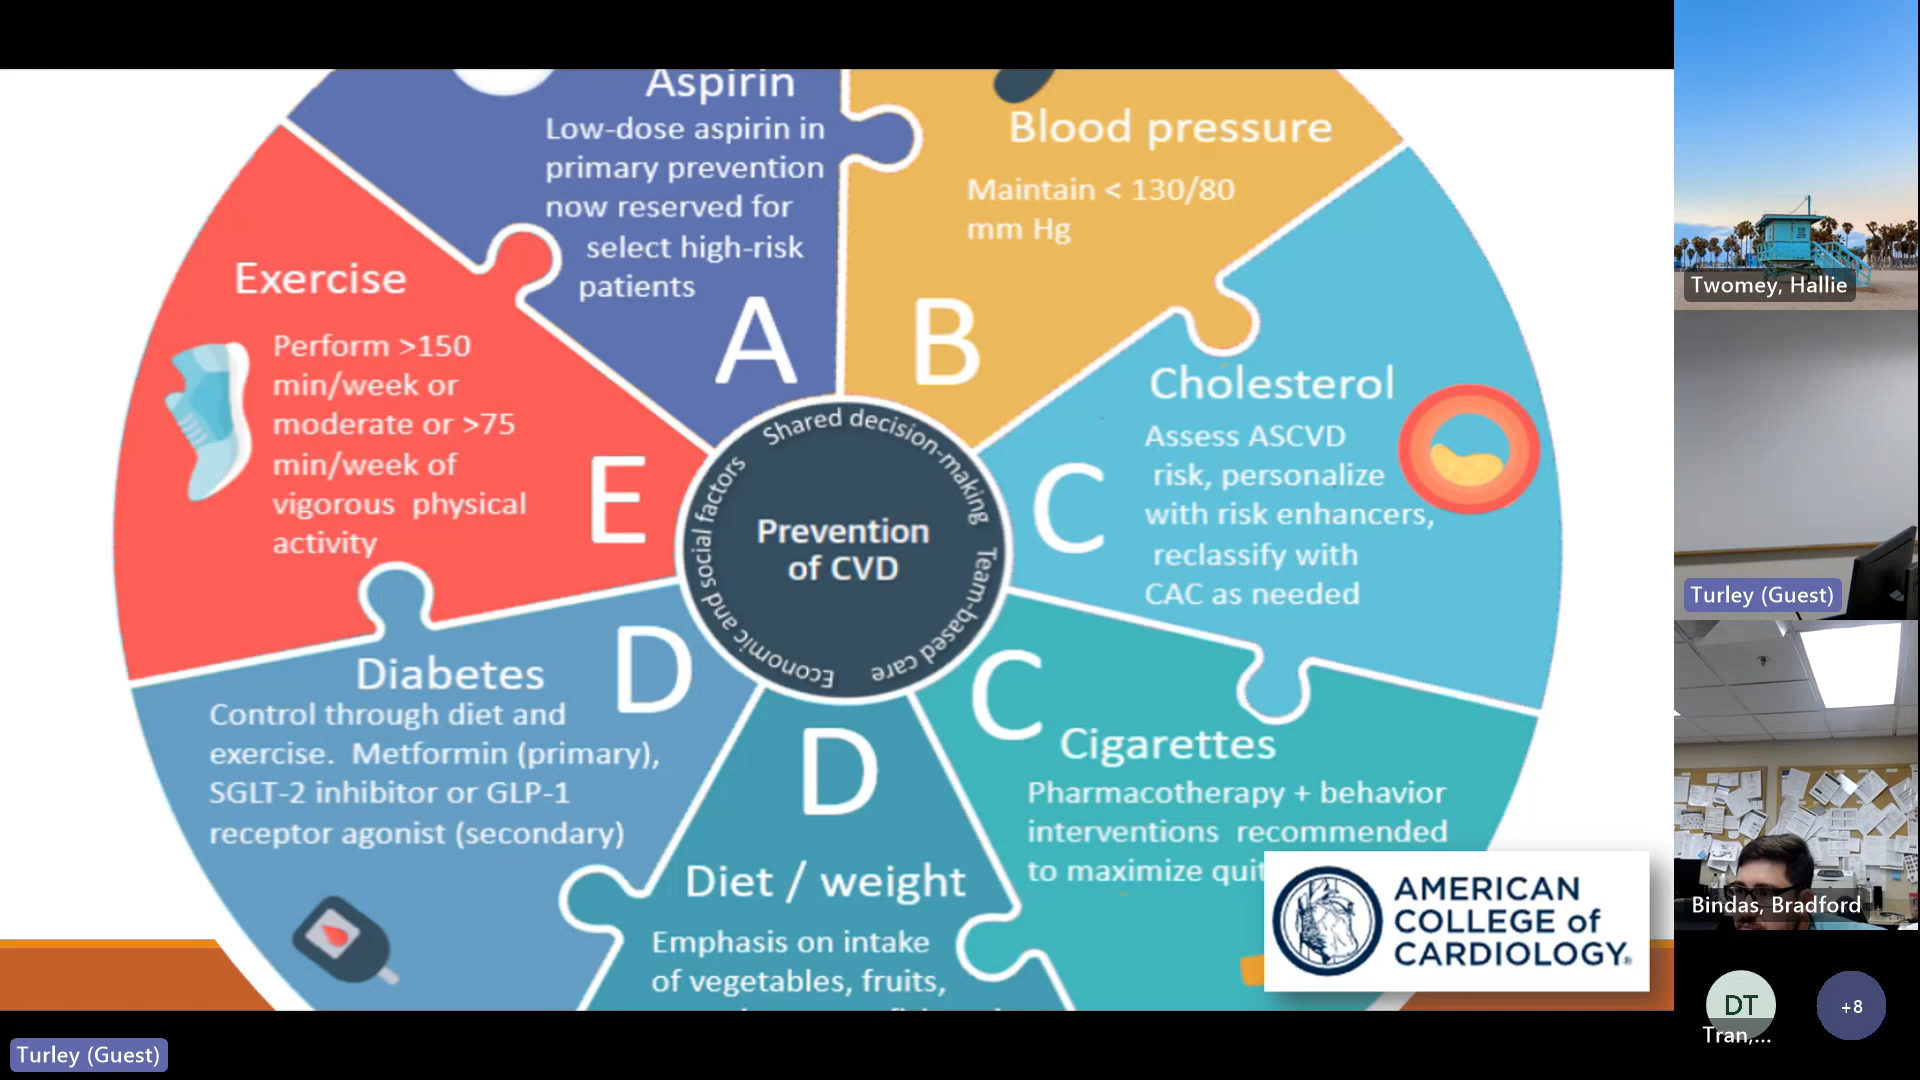 Aspirin
Low-dose aspirin in
primary prevention
now reserved for
select high-risk
patients
A
Blood pressure
Maintain < 130/80
mm Hg
B
Cholesterol
Assess ASCVD
risk, personalize
with risk enhancers,
reclassify with
CAC as needed
C
C
Cigarettes
Pharmacotherapy + behavior
interventions recommended
to maximize quit
D
Diet / weight
Emphasis on intake
of vegetables, fruits,
D
Diabetes
Control through diet and
exercise. Metformin (primary),
SGLT-2 inhibitor or GLP-1
receptor agonist (secondary)
Exercise
Perform >150
min/week or
moderate or >75
min/week of
vigorous physical
activity
E
Shared decision-making
Team-based care
Economic and social factors
Prevention
of CVD
AMERICAN
COLLEGE of
CARDIOLOGY®
Twomey, Hallie
Turley (Guest)
Bindas, Bradford
DT
Tran,...
+8
Turley (Guest)